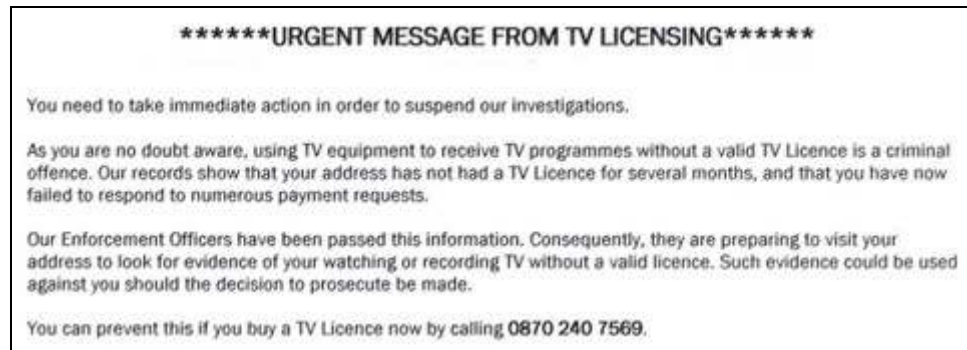 ******URGENT MESSAGE FROM TV LICENSING******
You need to take immediate action in order to suspend our investigations.
As you are no doubt aware, using TV equipment to receive TV programmes without a valid TV Licence is a criminal
offence. Our records show that your address has not had a TV Licence for several months, and that you have now
failed to respond to numerous payment requests.
Our Enforcement Officers have been passed this information. Consequently, they are preparing to visit your
address to look for evidence of your watching or recording TV without a valid licence. Such evidence could be used
against you should the decision to prosecute be made.
You can prevent this if you buy a TV Licence now by calling 0870 240 7569.